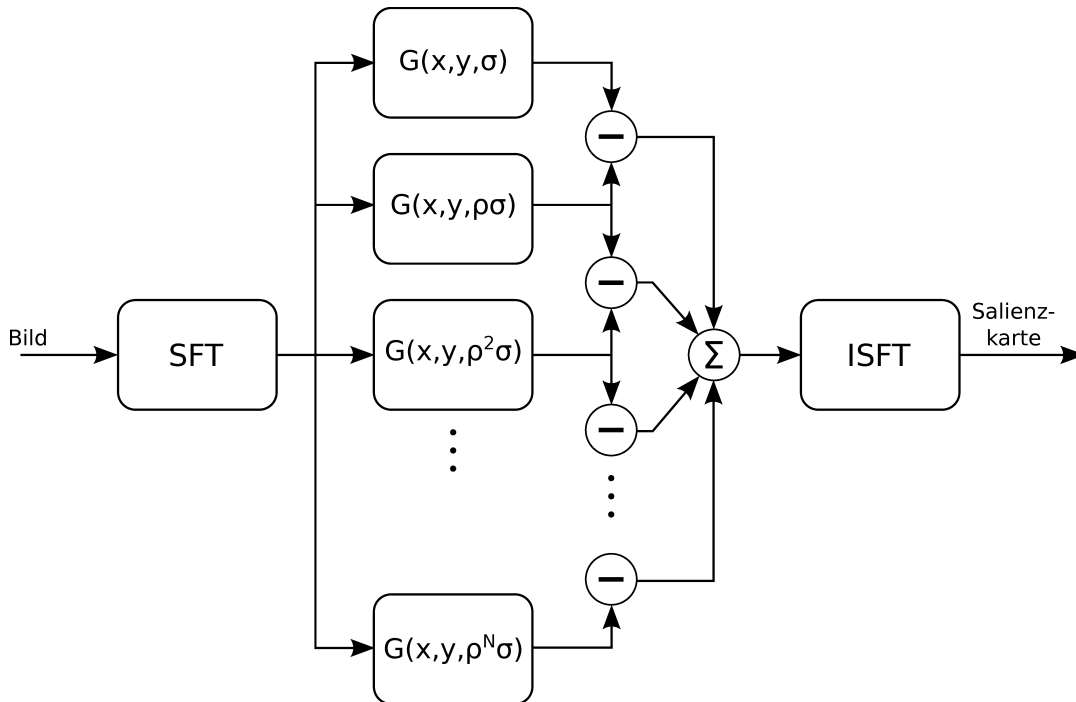 G(x,y,σ)
–
G(x,y,ρσ)
–
Bild
SFT
G(x,y,ρ²σ)
Σ
ISFT
Salienz-
karte
–
–
G(x,y,ρᴺσ)